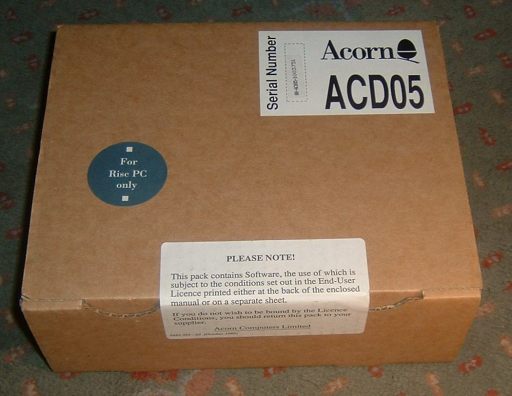 Serial Number
Acorn
ACD05
For
Risc PC
only
PLEASE NOTE!
This pack contains Software, the use of which is
subject to the conditions set out in the End-User
Licence printed either at the back of the enclosed
manual or on a separate sheet.
If you do not wish to be bound by the Licence
Conditions, you should return this pack to your
supplier.
Acorn Computers Limited